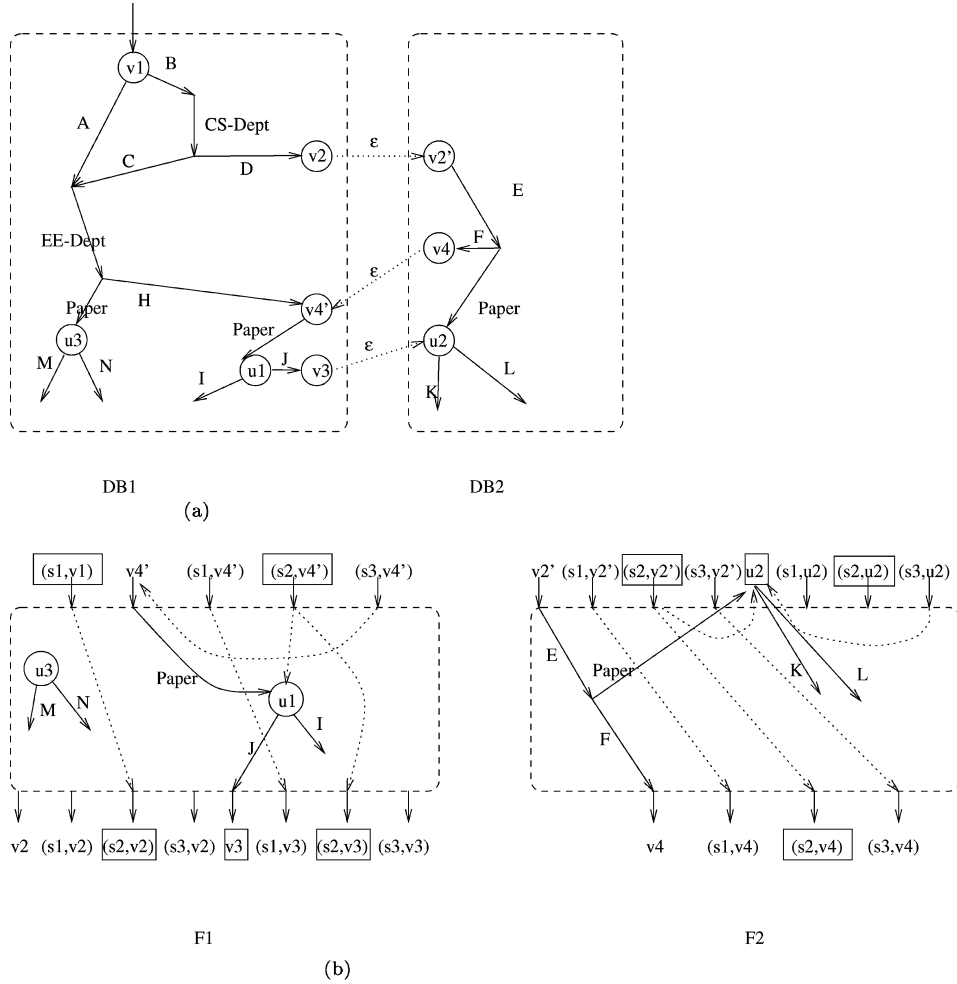 v1 B
A CS-Dept
C D v2 ε v2'
E
EE-Dept F v4
ε
H v4'
Paper Paper Paper
u3 ε u2
M N I u1 J v3 K L
DB1 DB2
(a)
(s1,v1) v4' (s1,v4') (s2,v4') (s3,v4') v2' (s1,v2') (s2,v2') (s3,v2') u2 (s1,u2) (s2,u2) (s3,u2)
E
u3 Paper Paper K L
M N u1 I
J F
v2 (s1,v2) (s2,v2) (s3,v2) v3 (s1,v3) (s2,v3) (s3,v3) v4 (s1,v4) (s2,v4) (s3,v4)
F1 F2
(b)